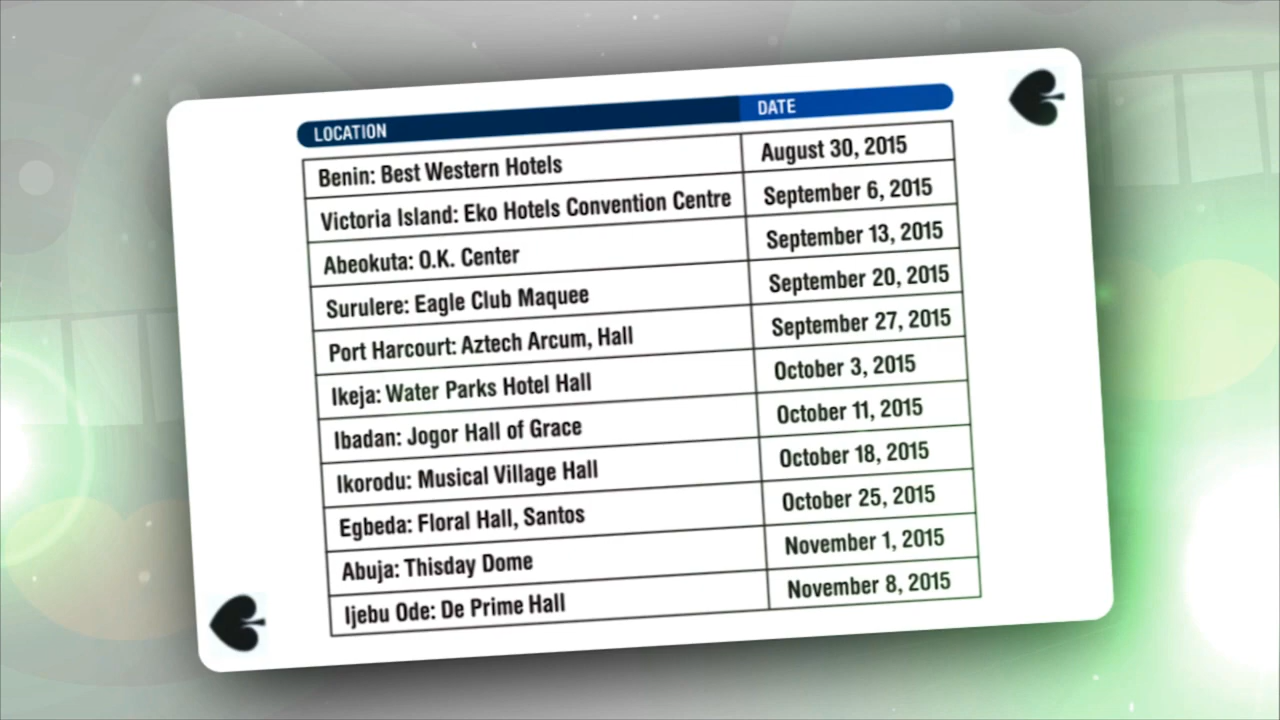 LOCATION DATE
Benin: Best Western Hotels August 30, 2015
Victoria Island: Eko Hotels Convention Centre September 6, 2015
Abeokuta: O.K. Center September 13, 2015
Surulere: Eagle Club Maquee September 20, 2015
Port Harcourt: Aztech Arcum, Hall September 27, 2015
Ikeja: Water Parks Hotel Hall October 3, 2015
Ibadan: Jogor Hall of Grace October 11, 2015
Ikorodu: Musical Village Hall October 18, 2015
Egbeda: Floral Hall, Santos October 25, 2015
Abuja: Thisday Dome November 1, 2015
Ijebu Ode: De Prime Hall November 8, 2015